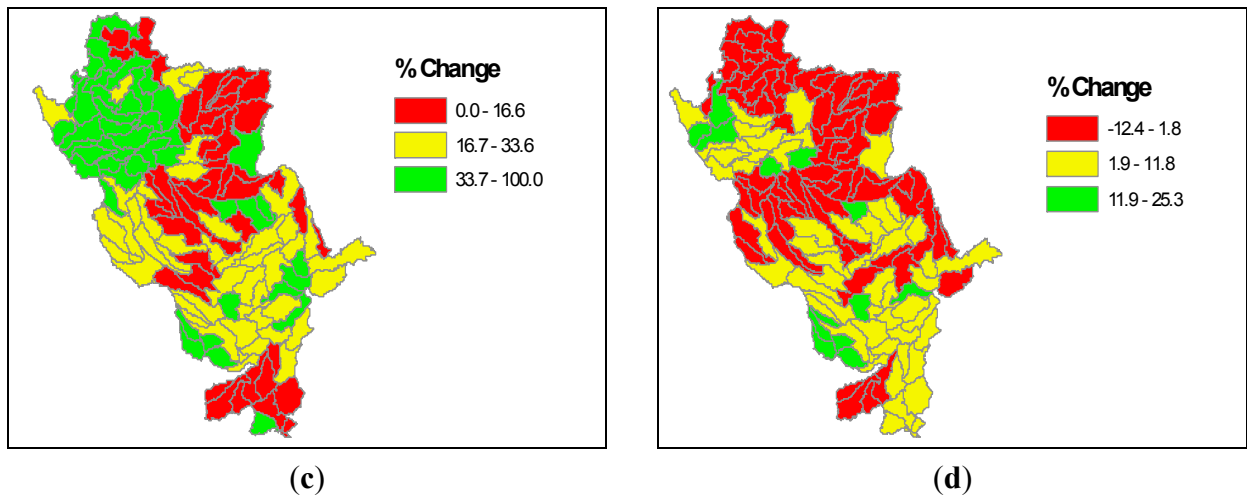 % Change
0.0 - 16.6
16.7 - 33.6
33.7 - 100.0
(c)
% Change
-12.4 - 1.8
1.9 - 11.8
11.9 - 25.3
(d)